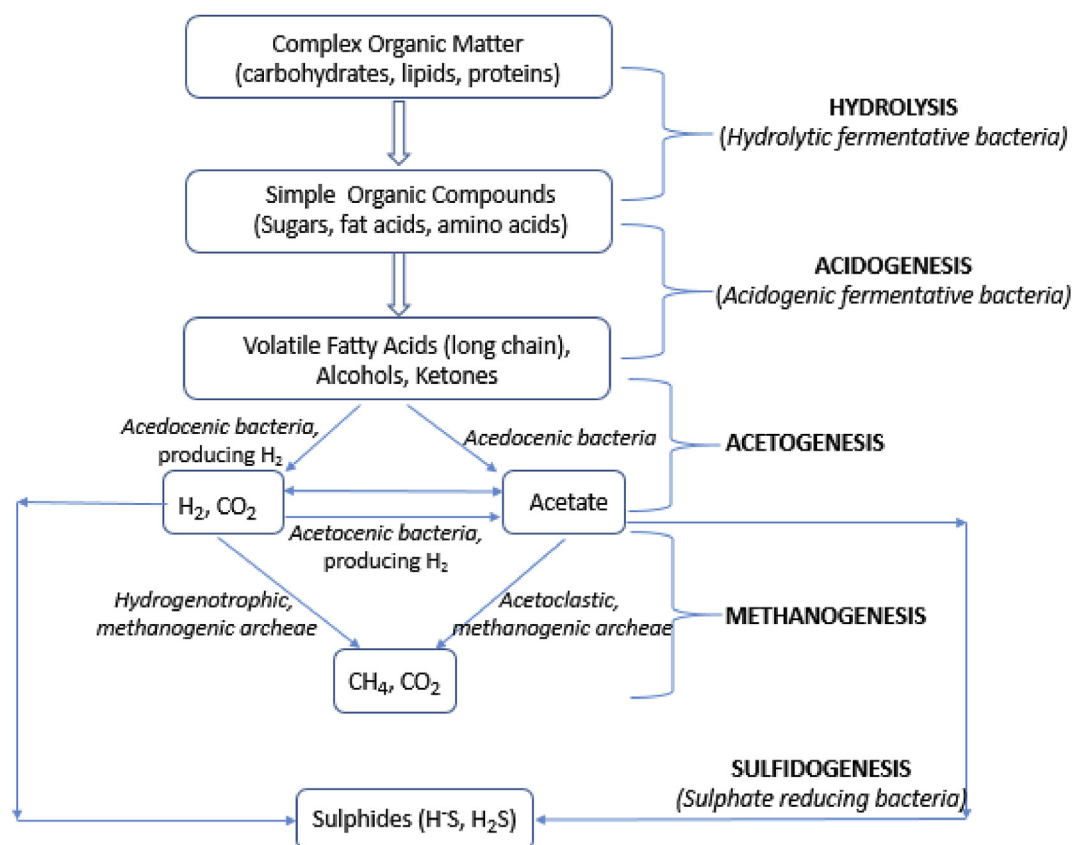 Complex Organic Matter
(carbohydrates, lipids, proteins)
HYDROLYSIS
(Hydrolytic fermentative bacteria)
Simple Organic Compounds
(Sugars, fat acids, amino acids)
ACIDOGENESIS
(Acidogenic fermentative bacteria)
Volatile Fatty Acids (long chain),
Alcohols, Ketones
Acedocenic bacteria,
producing H₂
Acedocenic bacteria
ACETOGENESIS
H₂, CO₂
Acetate
Acetocenic bacteria,
producing H₂
Hydrogenotrophic,
methanogenic archeae
Acetoclastic,
methanogenic archeae
METHANOGENESIS
CH₄, CO₂
SULFIDOGENESIS
(Sulphate reducing bacteria)
Sulphides (H⁻S, H₂S)